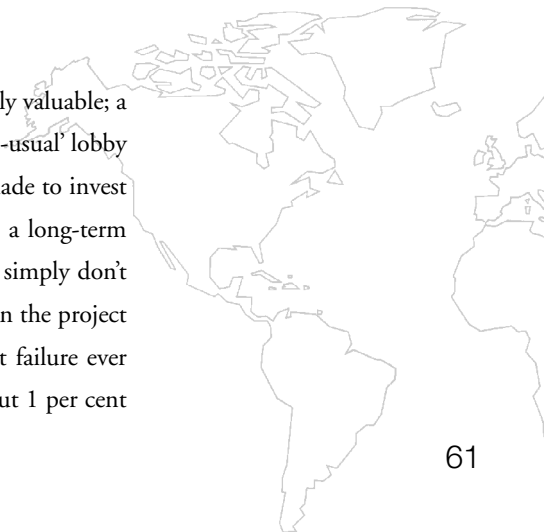 ly valuable; a
-usual’ lobby
ade to invest
a long-term
simply don’t
n the project
t failure ever
ut 1 per cent
61